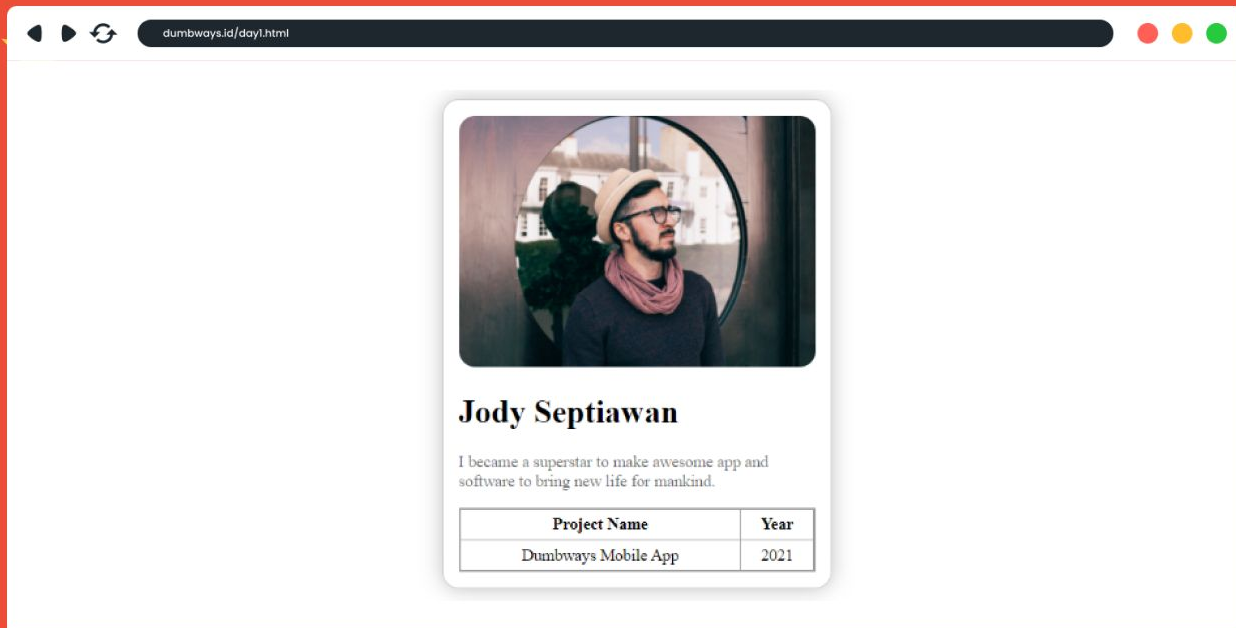 dumbways.id/day1.html
Jody Septiawan
I became a superstar to make awesome app and
software to bring new life for mankind.
Project Name Year
Dumbways Mobile App 2021